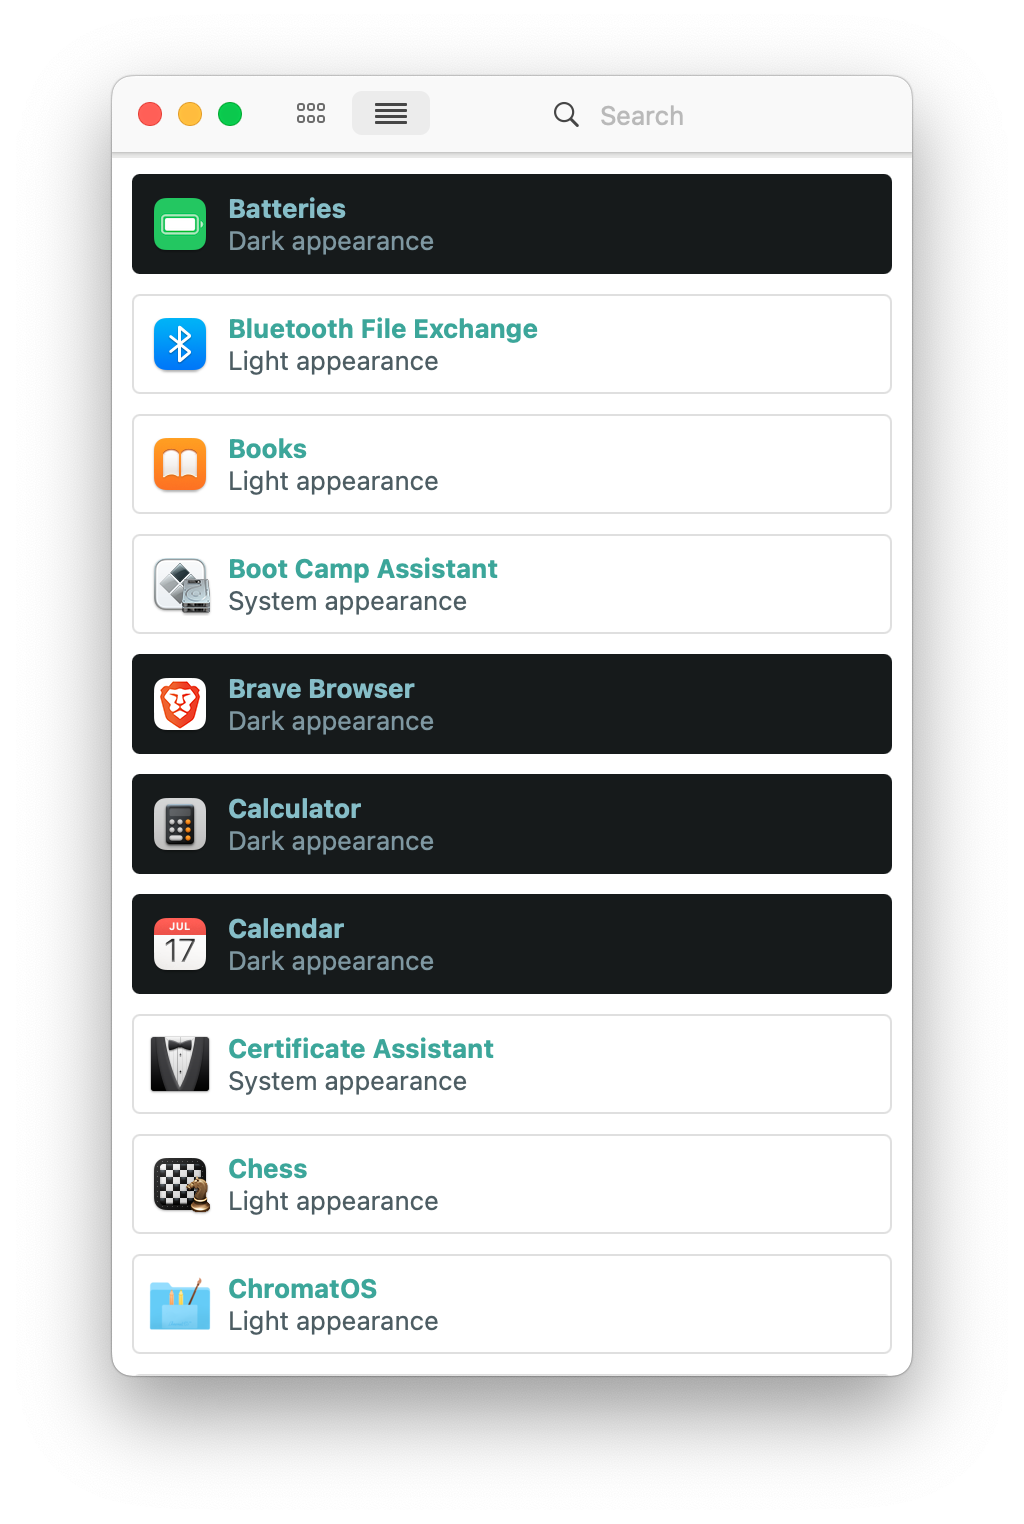 Search
Batteries
Dark appearance
Bluetooth File Exchange
Light appearance
Books
Light appearance
Boot Camp Assistant
System appearance
Brave Browser
Dark appearance
Calculator
Dark appearance
JUL
17
Calendar
Dark appearance
Certificate Assistant
System appearance
Chess
Light appearance
ChromatOS
Light appearance